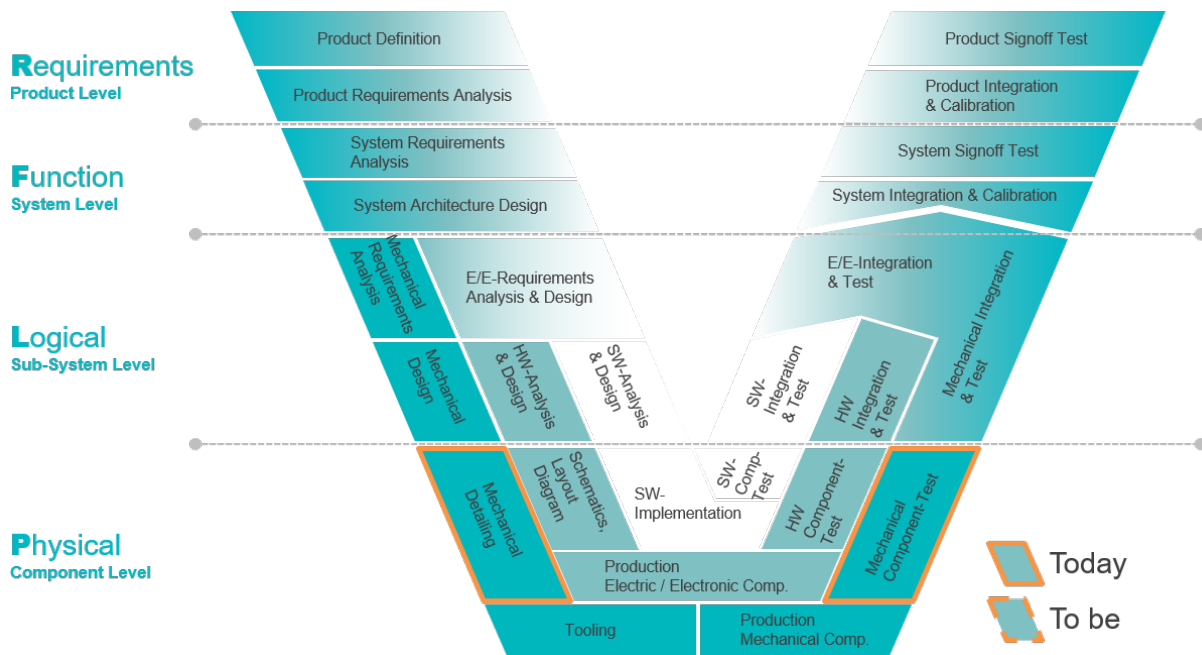 Requirements
Product Level
Product Definition
Product Signoff Test
Product Requirements Analysis
Product Integration
& Calibration
Function
System Level
System Requirements
Analysis
System Signoff Test
System Architecture Design
System Integration & Calibration
Logical
Sub-System Level
Mechanical
Requirements
Analysis
E/E-Requirements
Analysis & Design
E/E-Integration
& Test
Mechanical Integration
& Test
Mechanical
Design
HW-Analysis
& Design
SW-Analysis
& Design
SW-
Integration
& Test
HW
Integration
& Test
Physical
Component Level
Mechanical
Detailing
Schematics,
Layout
Diagram
SW-
Implementation
SW-
Comp-
Test
HW
Component-
Test
Mechanical
Component-Test
Production
Electric / Electronic Comp.
Tooling
Production
Mechanical Comp.
Today
To be